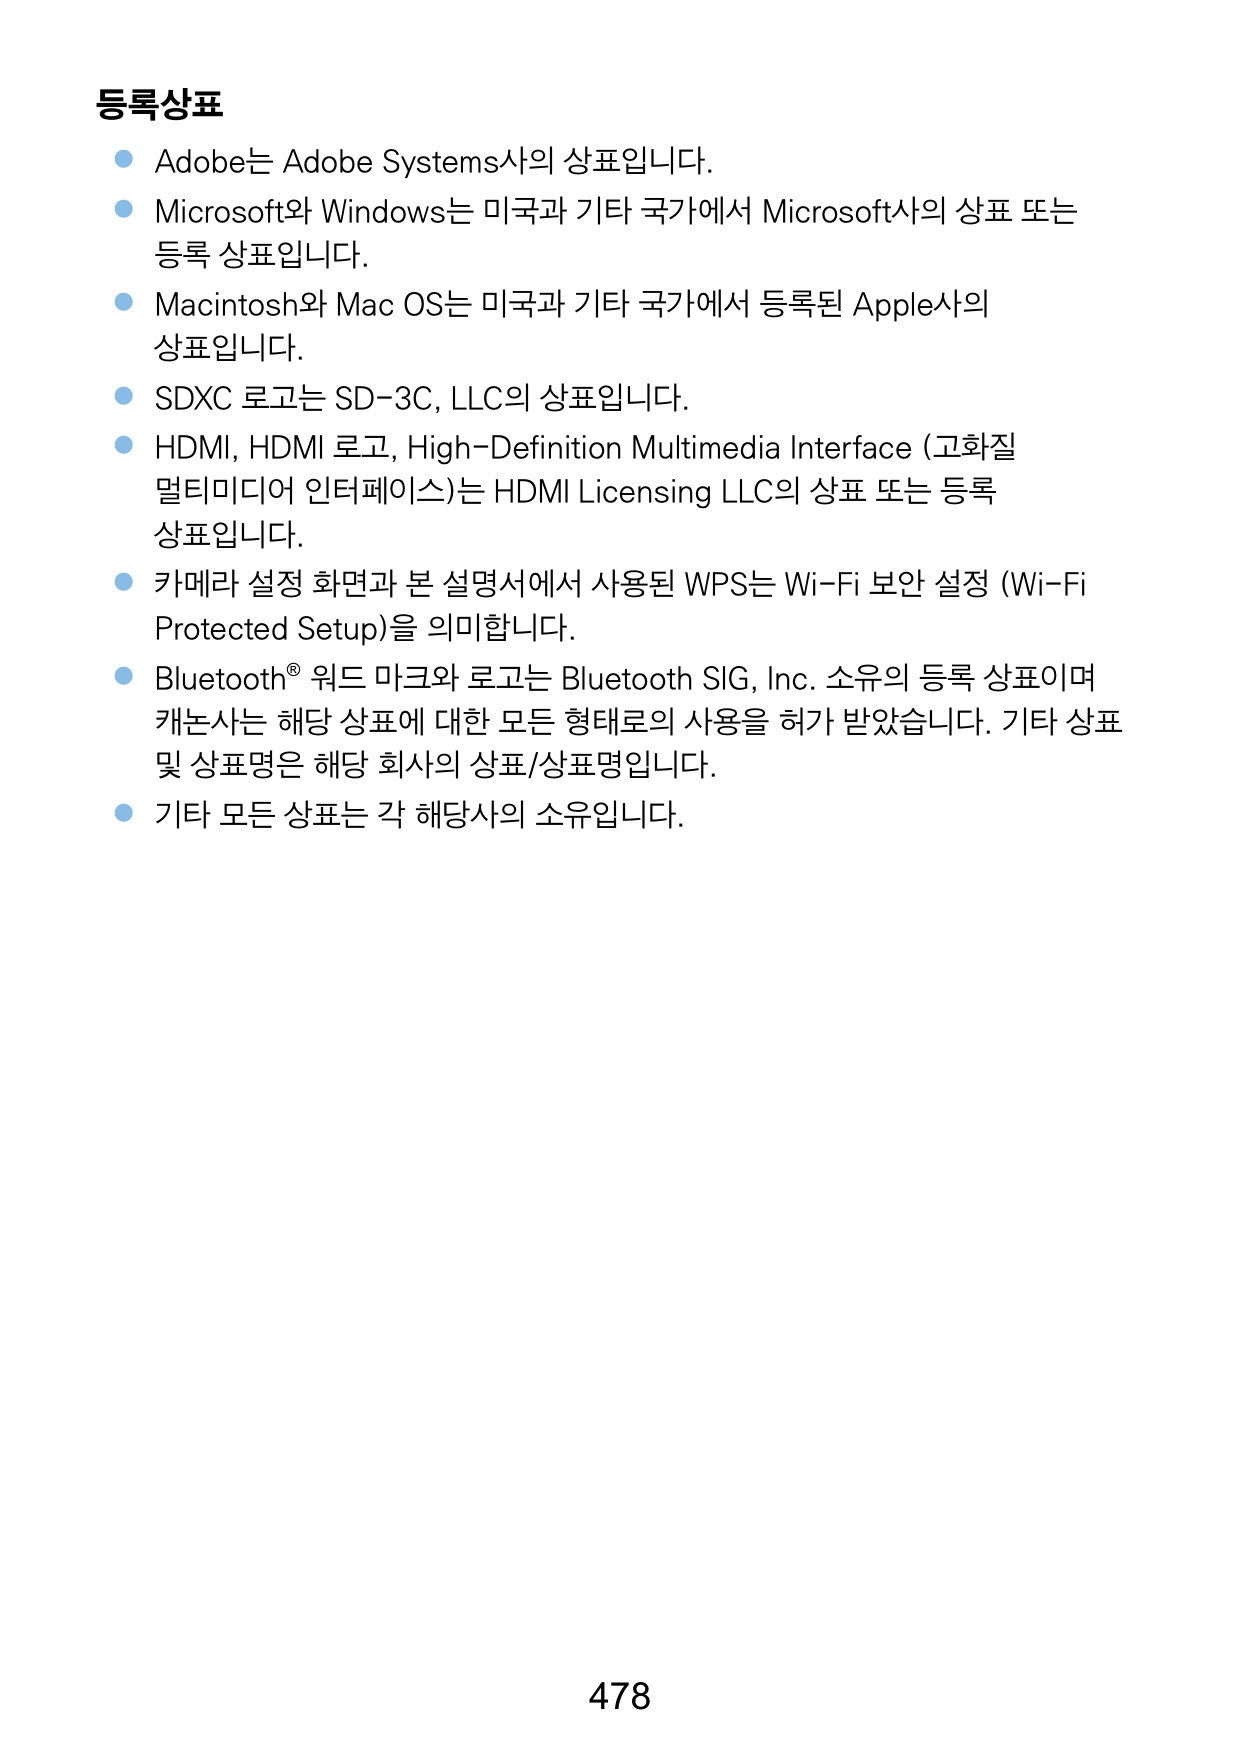 등록상표
● Adobe는 Adobe Systems사의 상표입니다.
● Microsoft와 Windows는 미국과 기타 국가에서 Microsoft사의 상표 또는
등록 상표입니다.
● Macintosh와 Mac OS는 미국과 기타 국가에서 등록된 Apple사의
상표입니다.
● SDXC 로고는 SD-3C, LLC의 상표입니다.
● HDMI, HDMI 로고, High-Definition Multimedia Interface (고화질
멀티미디어 인터페이스)는 HDMI Licensing LLC의 상표 또는 등록
상표입니다.
● 카메라 설정 화면과 본 설명서에서 사용된 WPS는 Wi-Fi 보안 설정 (Wi-Fi
Protected Setup)을 의미합니다.
● Bluetooth® 워드 마크와 로고는 Bluetooth SIG, Inc. 소유의 등록 상표이며
캐논사는 해당 상표에 대한 모든 형태로의 사용을 허가 받았습니다. 기타 상표
및 상표명은 해당 회사의 상표/상표명입니다.
● 기타 모든 상표는 각 해당사의 소유입니다.
478